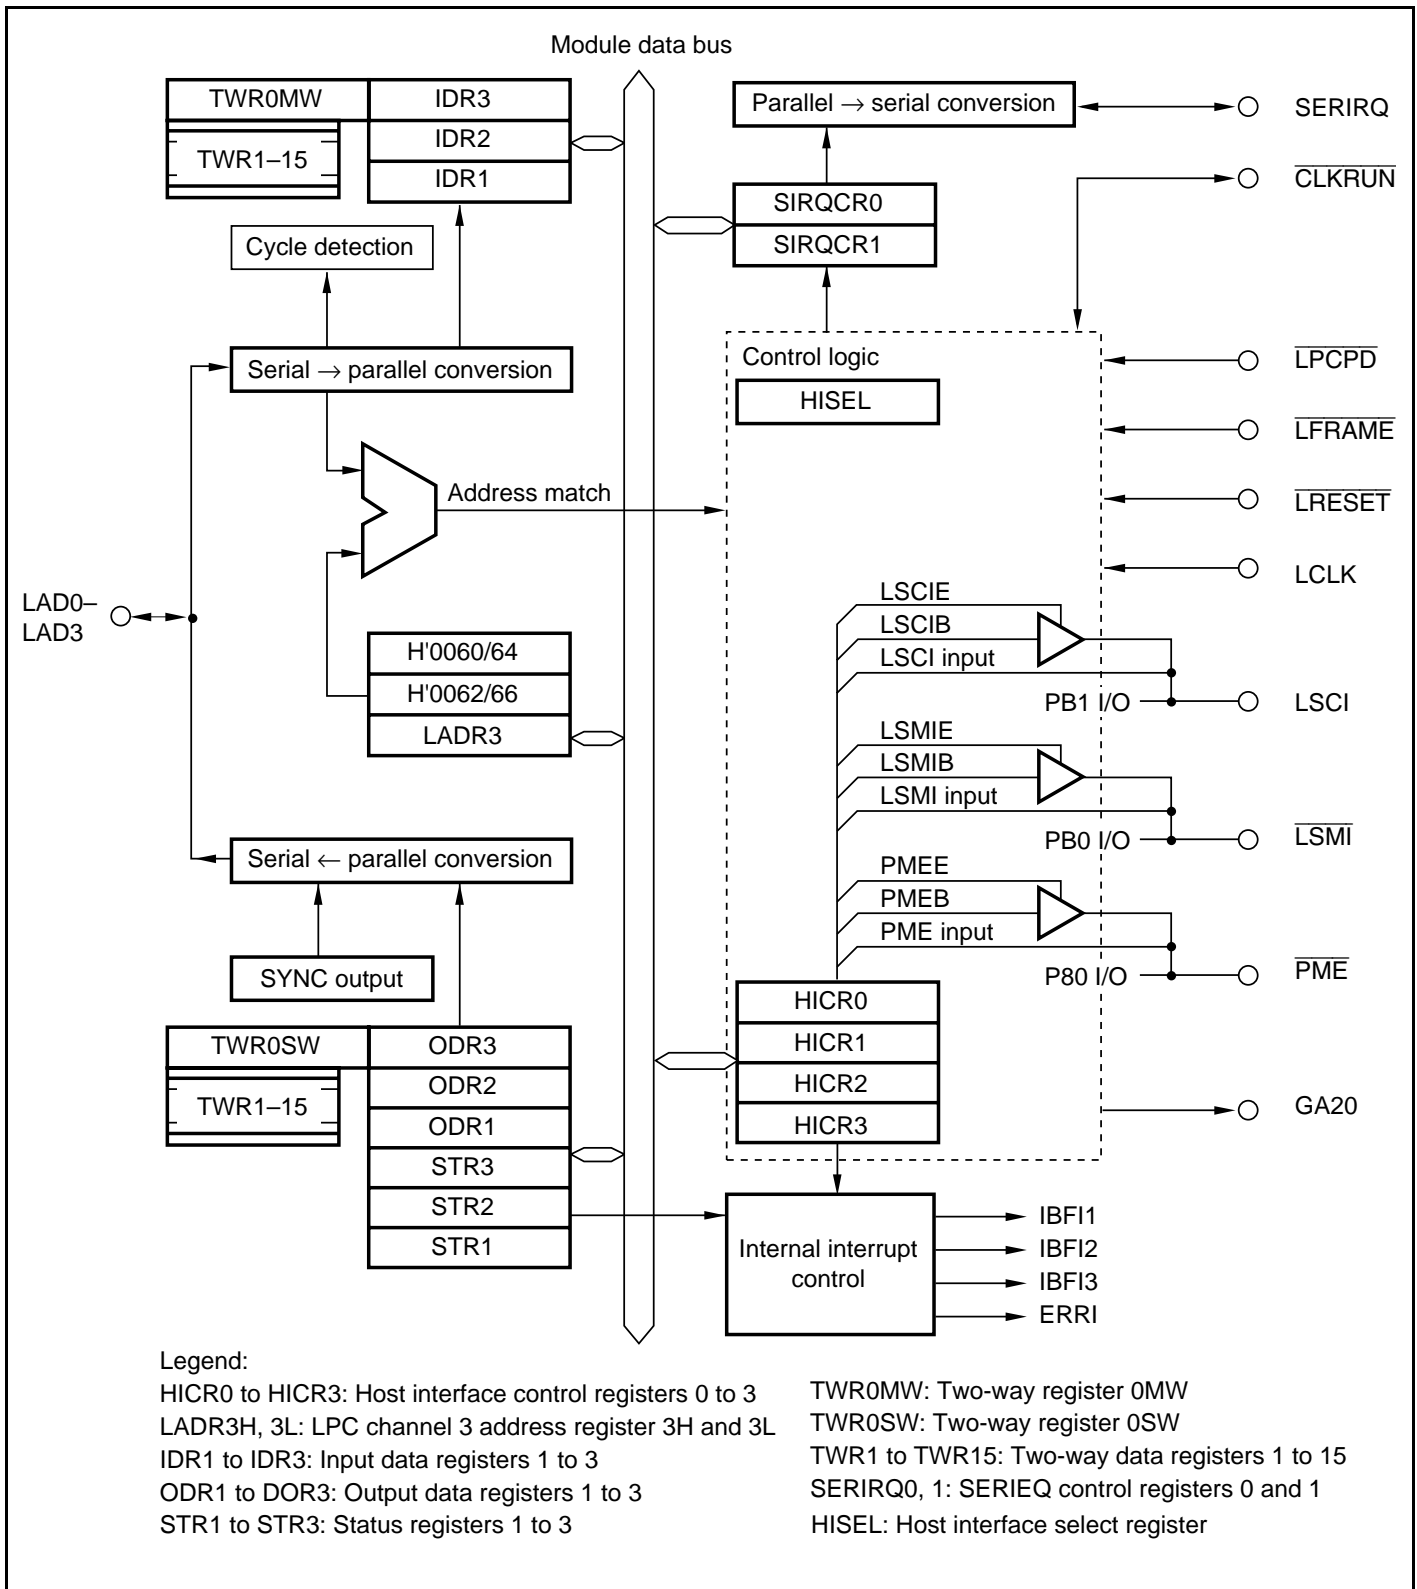 Module data bus
TWR0MW
IDR3
TWR1–15
IDR2
IDR1
Cycle detection
Serial → parallel conversion
Address match
LAD0–
LAD3
H'0060/64
H'0062/66
LADR3
Serial ← parallel conversion
SYNC output
TWR0SW
ODR3
TWR1–15
ODR2
ODR1
STR3
STR2
STR1
Parallel → serial conversion
SERIRQ
CLKRUN
SIRQCR0
SIRQCR1
Control logic
HISEL
LPCPD
LFRAME
LRESET
LCLK
LSCIE
LSCIB
LSCI input
PB1 I/O
LSCI
LSMIE
LSMIB
LSMI input
PB0 I/O
LSMI
PMEE
PMEB
PME input
P80 I/O
PME
HICR0
HICR1
HICR2
HICR3
GA20
Internal interrupt
control
IBFI1
IBFI2
IBFI3
ERRI
Legend:
HICR0 to HICR3: Host interface control registers 0 to 3
LADR3H, 3L: LPC channel 3 address register 3H and 3L
IDR1 to IDR3: Input data registers 1 to 3
ODR1 to DOR3: Output data registers 1 to 3
STR1 to STR3: Status registers 1 to 3
TWR0MW: Two-way register 0MW
TWR0SW: Two-way register 0SW
TWR1 to TWR15: Two-way data registers 1 to 15
SERIRQ0, 1: SERIEQ control registers 0 and 1
HISEL: Host interface select register